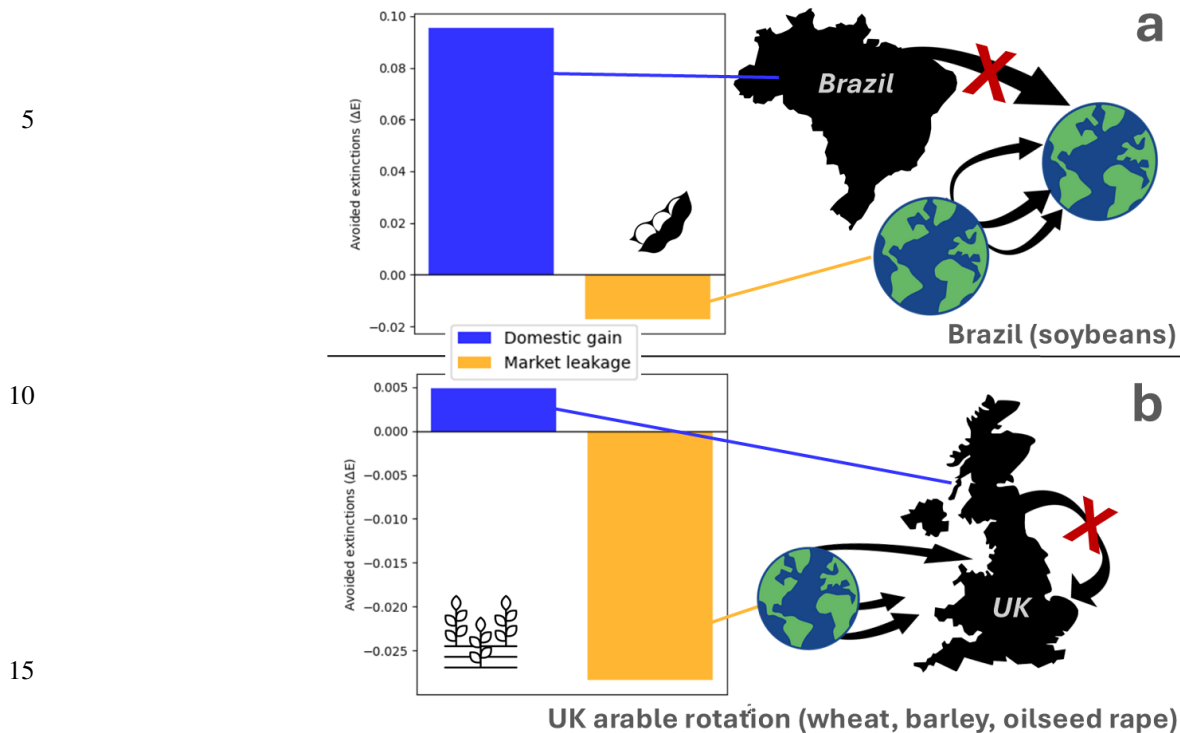 a
0.10
0.08
0.06
0.04
0.02
0.00
−0.02
Avoided extinctions (ΔE)
Brazil
5
Brazil (soybeans)
Domestic gain
Market leakage
10
b
0.005
0.000
−0.005
−0.010
−0.015
−0.020
−0.025
Avoided extinctions (ΔE)
X
X
UK
15
UK arable rotation (wheat, barley, oilseed rape)